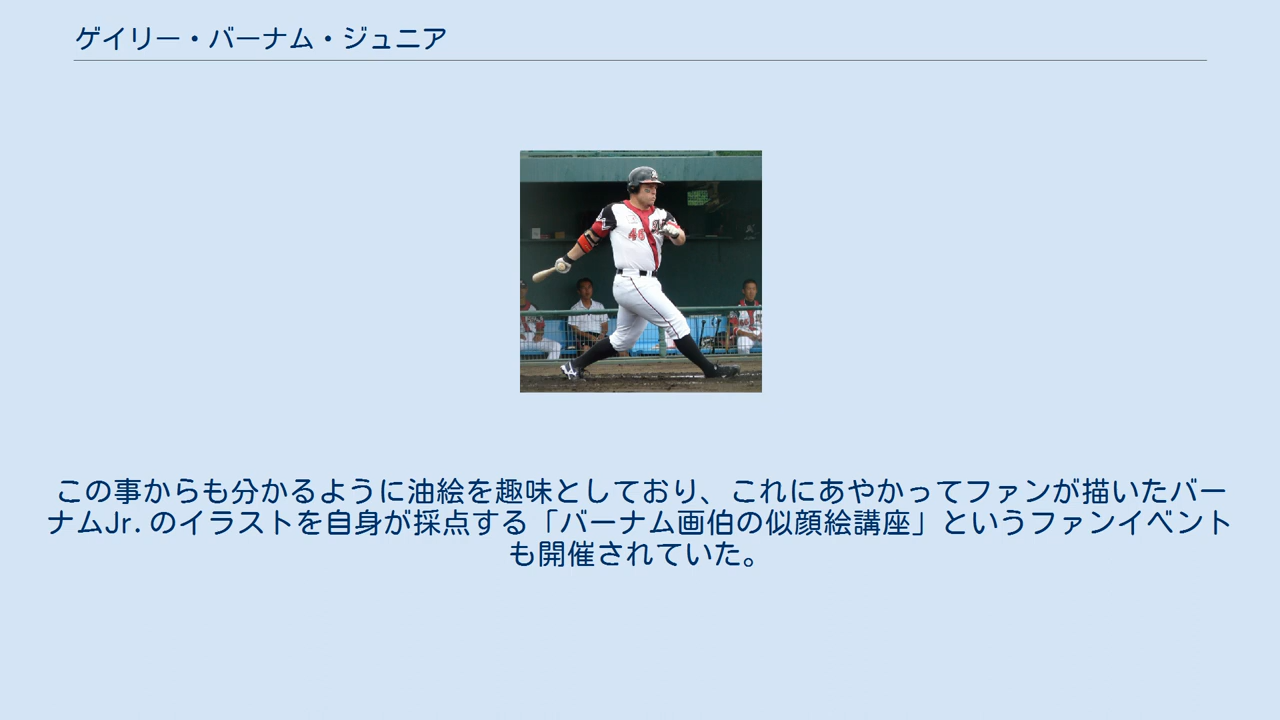 ゲイリー・バーナム・ジュニア
46
この事からも分かるように油絵を趣味としており、これにあやかってファンが描いたバー
ナムJr.のイラストを自身が採点する「バーナム画伯の似顔絵講座」というファンイベント
も開催されていた。